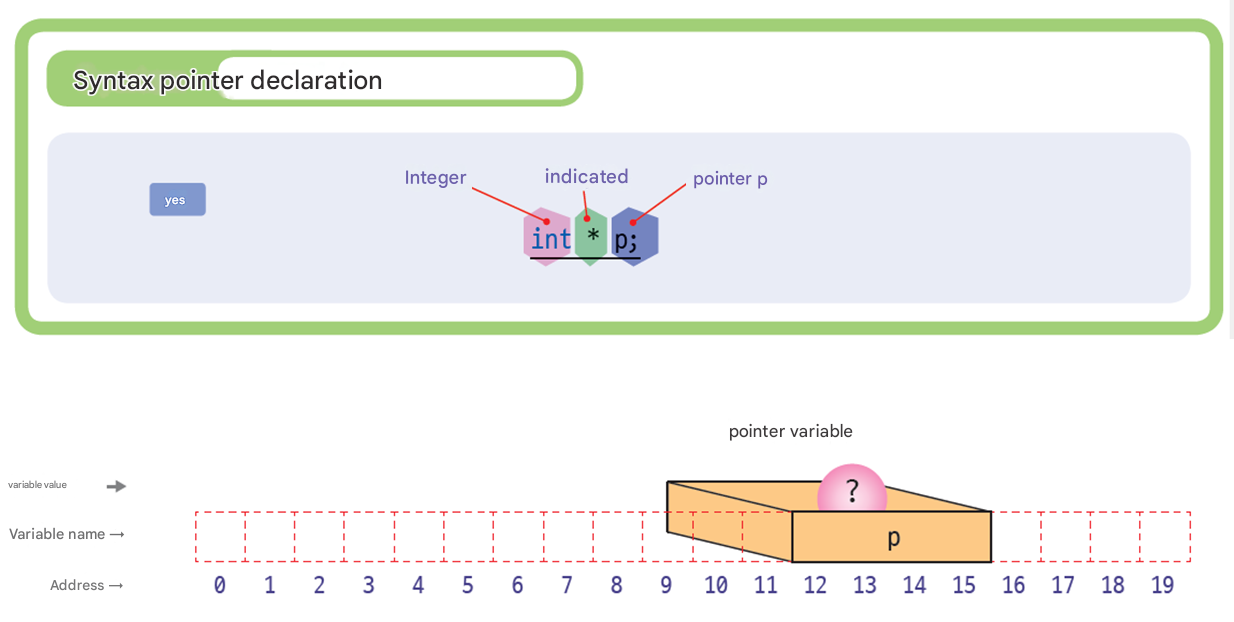 Syntax pointer declaration
Integer indicated pointer p
yes
int * p;
pointer variable
variable value
?
Variable name →
p
Address → 0 1 2 3 4 5 6 7 8 9 10 11 12 13 14 15 16 17 18 19